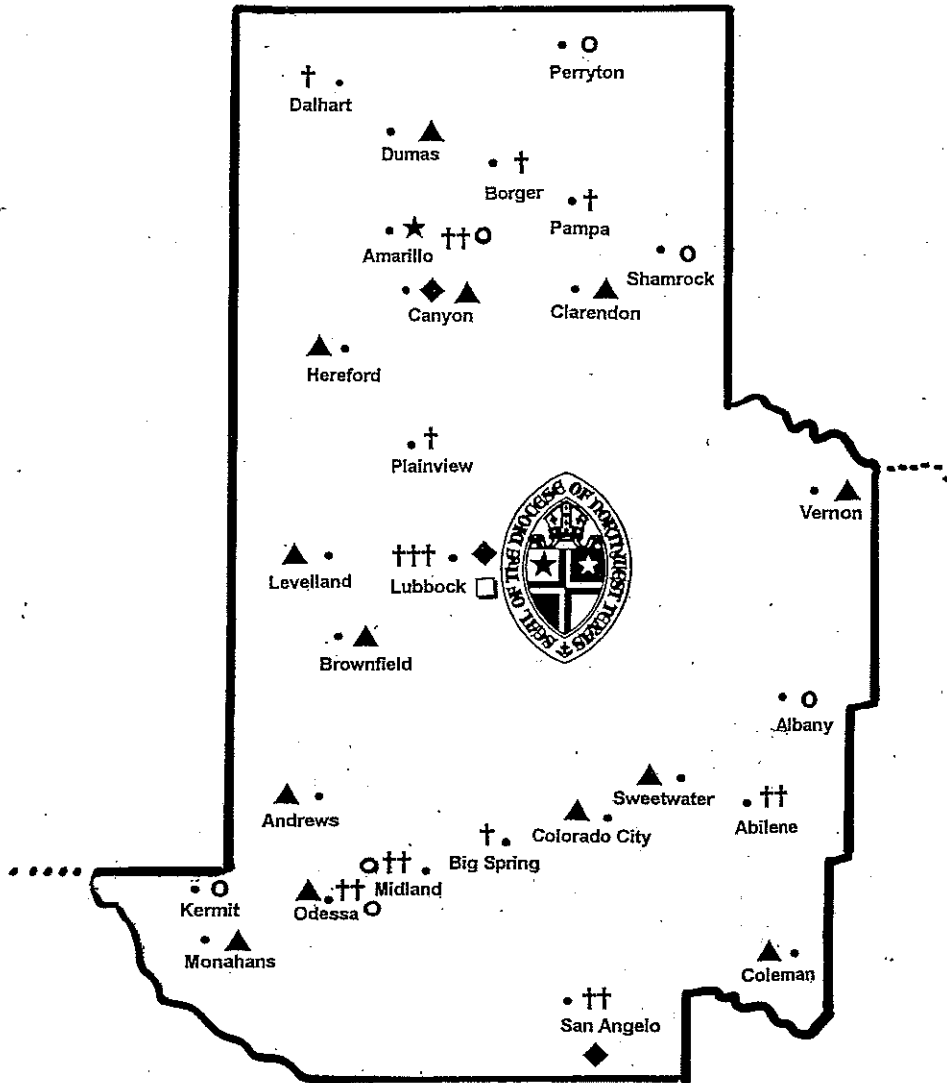 Perryton
Dalhart
Dumas
Borger
Pampa
Amarillo
Shamrock
Canyon
Clarendon
Hereford
Plainview
SEAL OF THE DIOCESE OF NORTHWEST TEXAS
Vernon
Levelland
Lubbock
Brownfield
Albany
Sweetwater
Andrews
Colorado City
Abilene
Big Spring
Midland
Kermit
Odessa
Monahans
Coleman
San Angelo